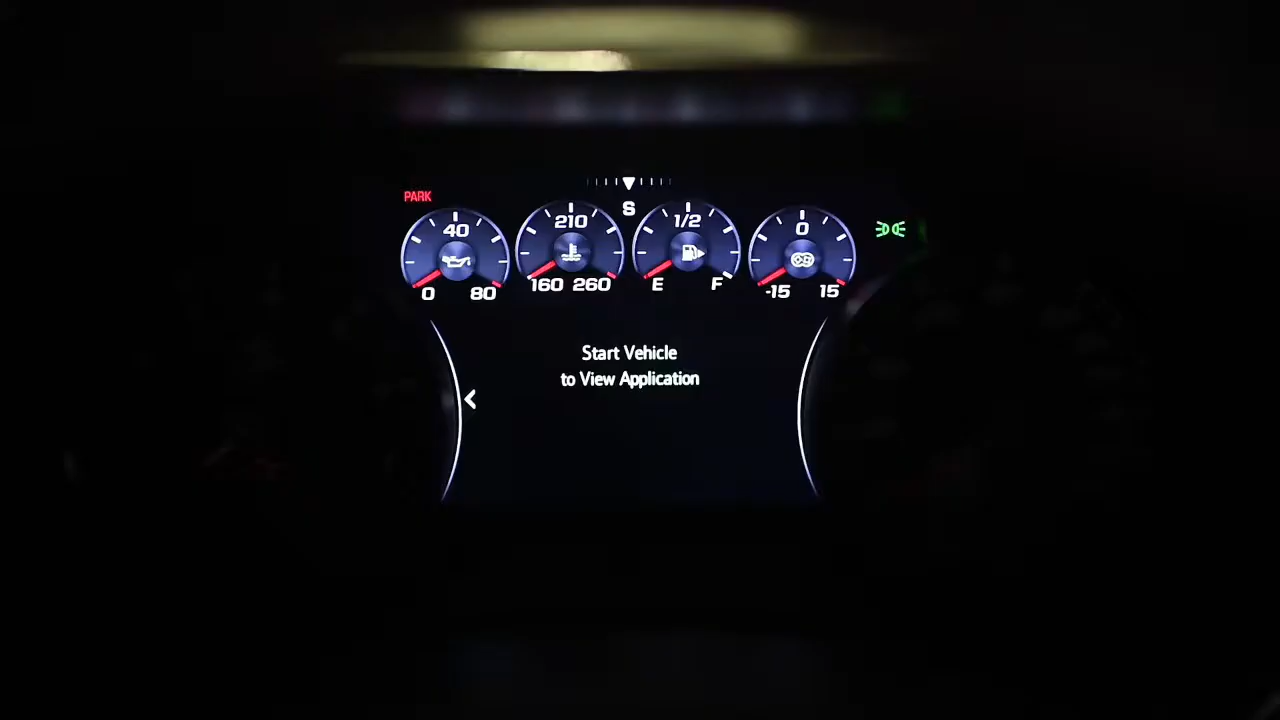 PARK
S
40
0 80
210
160 260
1/2
E F
0
-15 15
Start Vehicle
to View Application